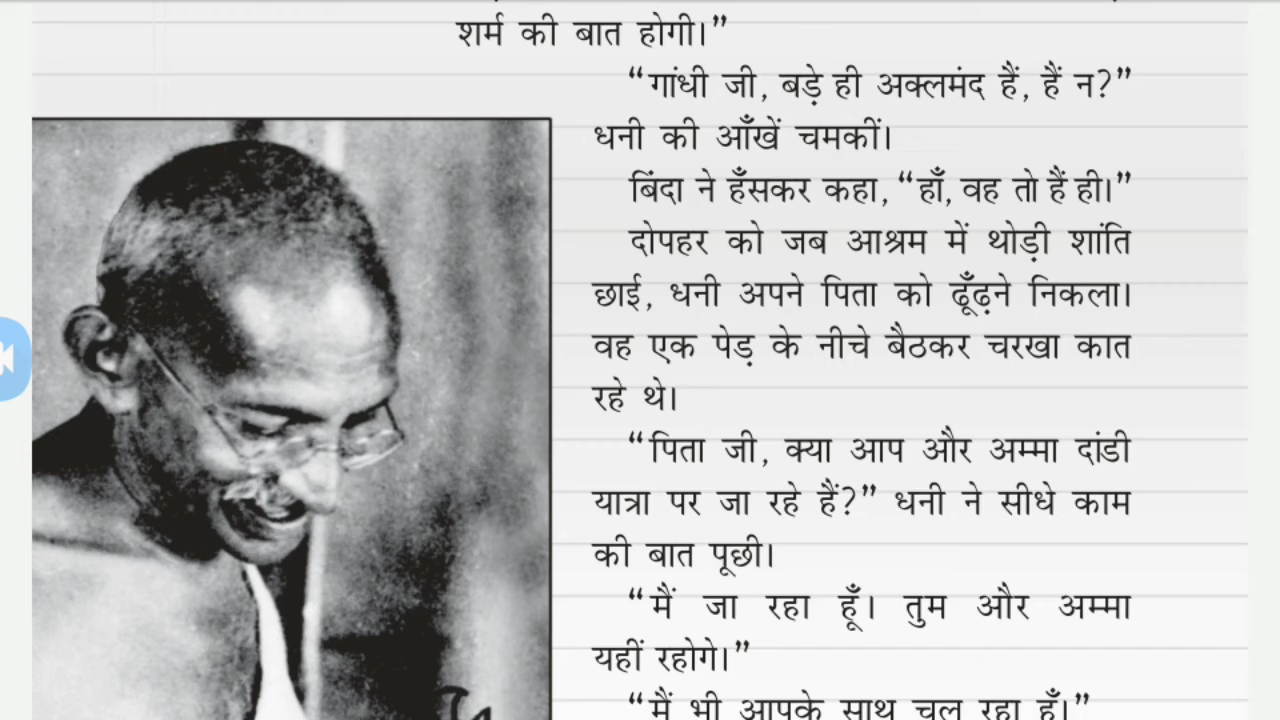 शर्म की बात होगी।”
“गांधी जी, बड़े ही अक्लमंद हैं, हैं न?”
धनी की आँखें चमकीं।
बिंदा ने हँसकर कहा, “हाँ, वह तो हैं ही।”
दोपहर को जब आश्रम में थोड़ी शांति
छाई, धनी अपने पिता को ढूँढ़ने निकला।
वह एक पेड़ के नीचे बैठकर चरखा कात
रहे थे।
“पिता जी, क्या आप और अम्मा दांडी
यात्रा पर जा रहे हैं?” धनी ने सीधे काम
की बात पूछी।
“मैं जा रहा हूँ। तुम और अम्मा
यहीं रहोगे।”
“मैं भी आपके साथ चल रहा हूँ।”